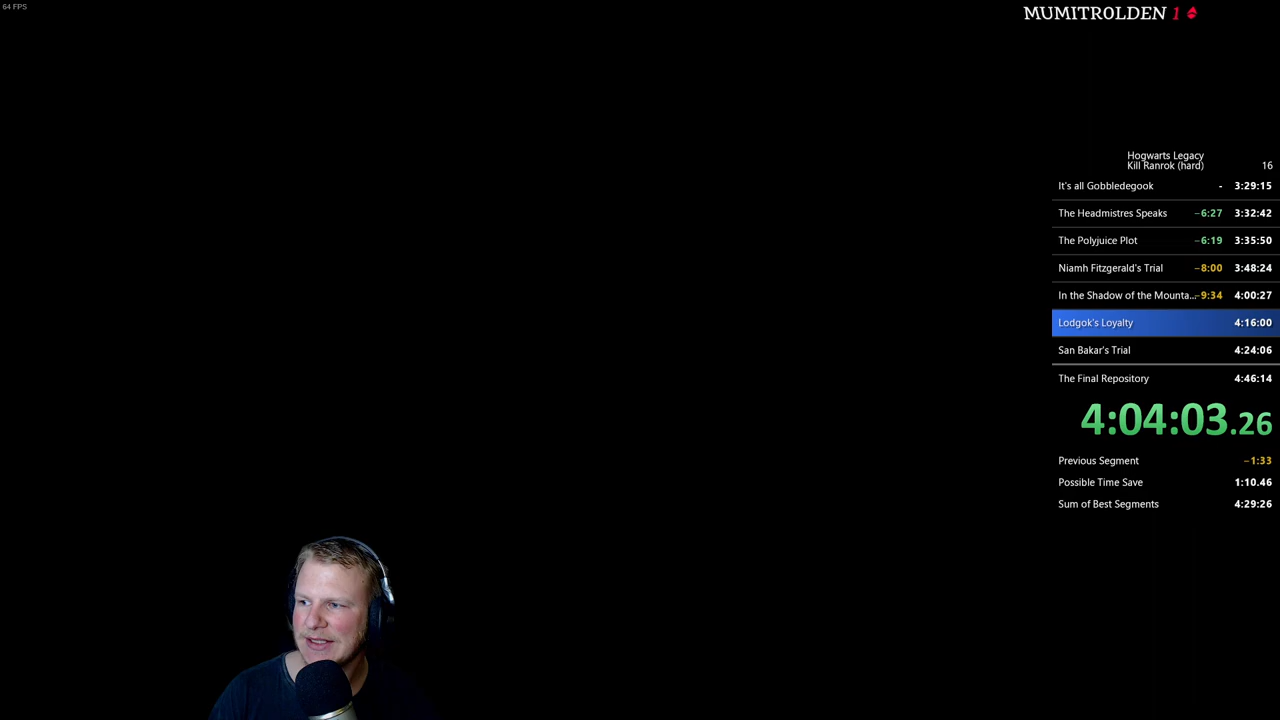 64 FPS
MUMITROLDEN 1
Hogwarts Legacy
Kill Ranrok (hard) 16
It's all Gobbledegook - 3:29:15
The Headmistres Speaks −6:27 3:32:42
The Polyjuice Plot −6:19 3:35:50
Niamh Fitzgerald's Trial −8:00 3:48:24
In the Shadow of the Mounta... −9:34 4:00:27
Lodgok's Loyalty 4:16:00
San Bakar's Trial 4:24:06
The Final Repository 4:46:14
4:04:03.26
Previous Segment −1:33
Possible Time Save 1:10.46
Sum of Best Segments 4:29:26